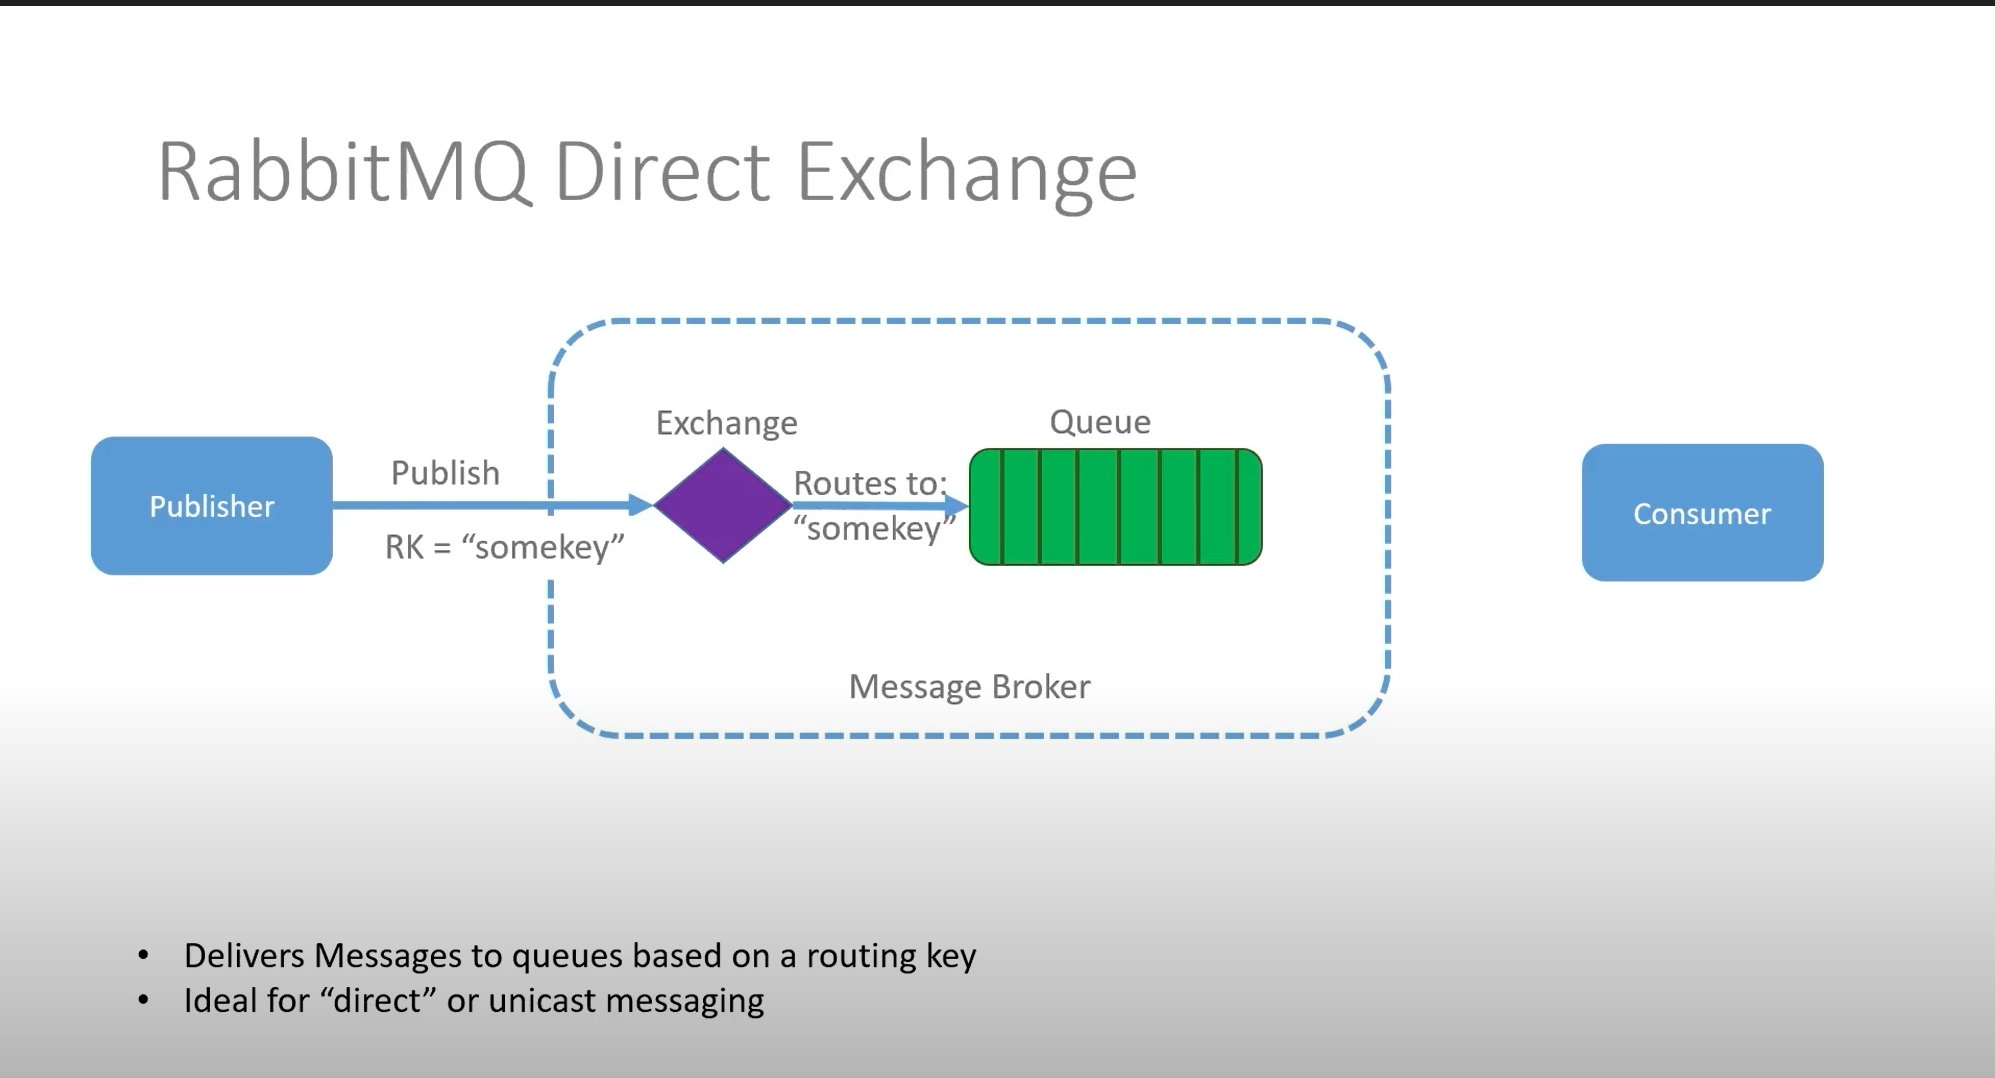 RabbitMQ Direct Exchange
Exchange
Queue
Publish
Routes to:
Publisher
"somekey"
Consumer
RK = “somekey”
Message Broker
• Delivers Messages to queues based on a routing key
• Ideal for “direct” or unicast messaging